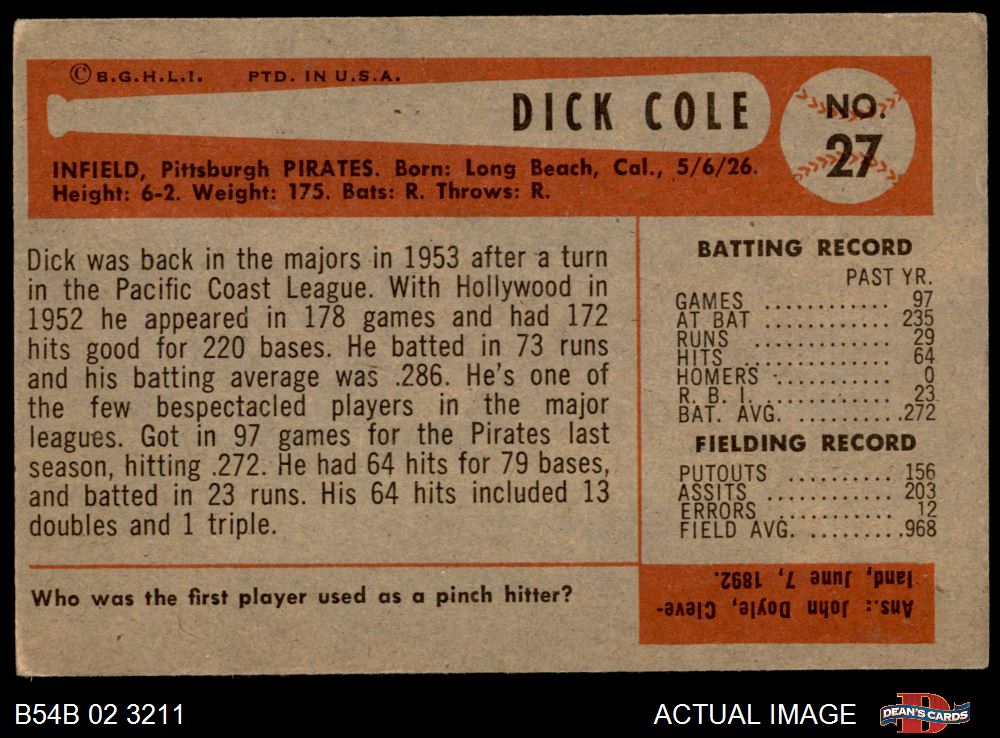 ©B.G.H.L.I. PTD. IN U.S.A.
DICK COLE
NO.
27
INFIELD, Pittsburgh PIRATES. Born: Long Beach, Cal., 5/6/26.
Height: 6-2. Weight: 175. Bats: R. Throws: R.
Dick was back in the majors in 1953 after a turn
in the Pacific Coast League. With Hollywood in
1952 he appeared in 178 games and had 172
hits good for 220 bases. He batted in 73 runs
and his batting average was .286. He's one of
the few bespectacled players in the major
leagues. Got in 97 games for the Pirates last
season, hitting .272. He had 64 hits for 79 bases,
and batted in 23 runs. His 64 hits included 13
doubles and 1 triple.
Who was the first player used as a pinch hitter?
BATTING RECORD
PAST YR.
GAMES ............ 97
AT BAT ............ 235
RUNS ............ 29
HITS ............ 64
HOMERS ........... 0
R. B. I. ............ 23
BAT. AVG. ..........272
FIELDING RECORD
PUTOUTS .......... 156
ASSITS ............ 203
ERRORS ........... 12
FIELD AVG. .........968
Ans.: John Doyle, Cleve-
land, June 7, 1892.
B54B 02 3211
ACTUAL IMAGE
D
DEAN'S CARDS